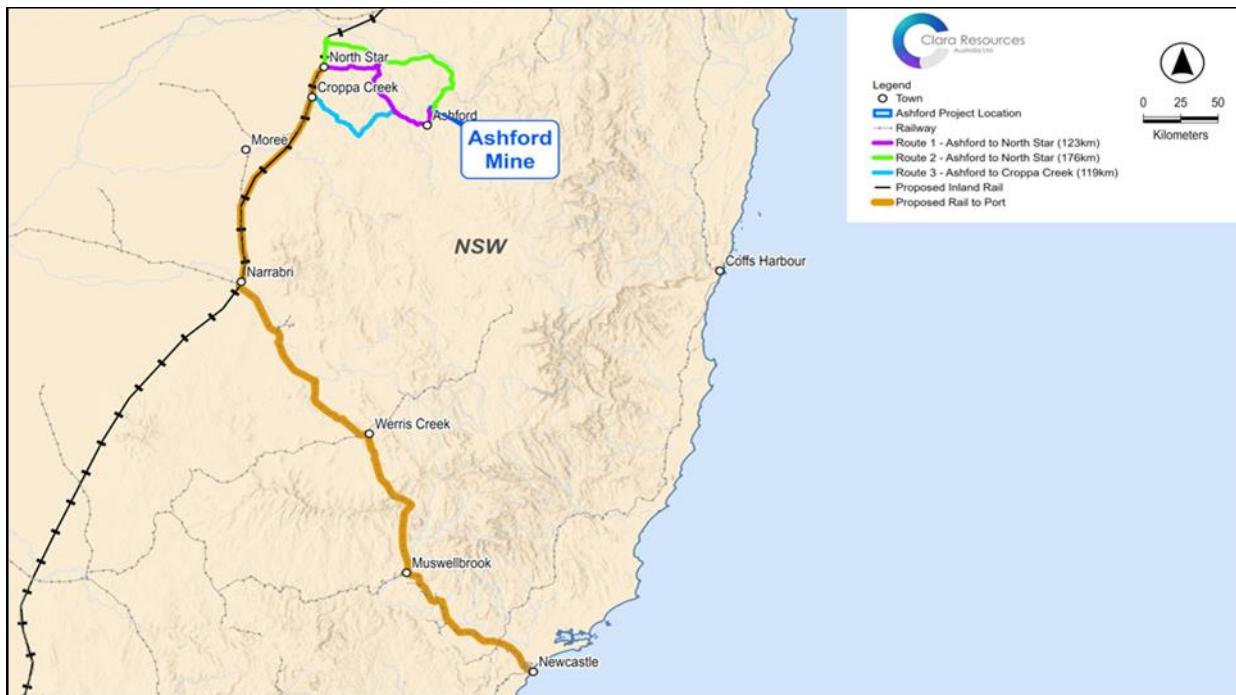 North Star
Croppa Creek
Moree
Ashford
Ashford
Mine
NSW
Coffs Harbour
Narrabri
Werris Creek
Muswellbrook
Newcastle
Clara Resources
Australia Ltd
Legend
Town
Ashford Project Location
Railway
Route 1 - Ashford to North Star (123km)
Route 2 - Ashford to North Star (176km)
Route 3 - Ashford to Croppa Creek (119km)
Proposed Inland Rail
Proposed Rail to Port
0 25 50
Kilometers